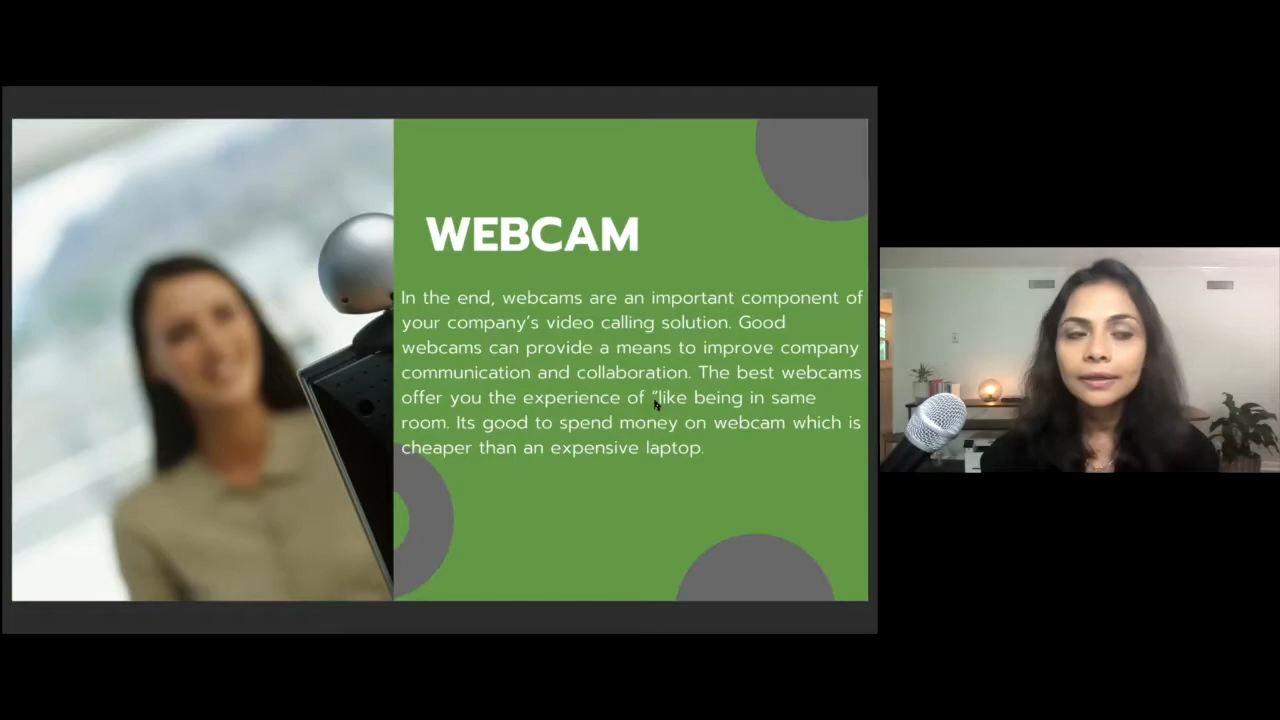 WEBCAM
In the end, webcams are an important component of
your company's video calling solution. Good
webcams can provide a means to improve company
communication and collaboration. The best webcams
offer you the experience of "like being in same
room. Its good to spend money on webcam which is
cheaper than an expensive laptop.